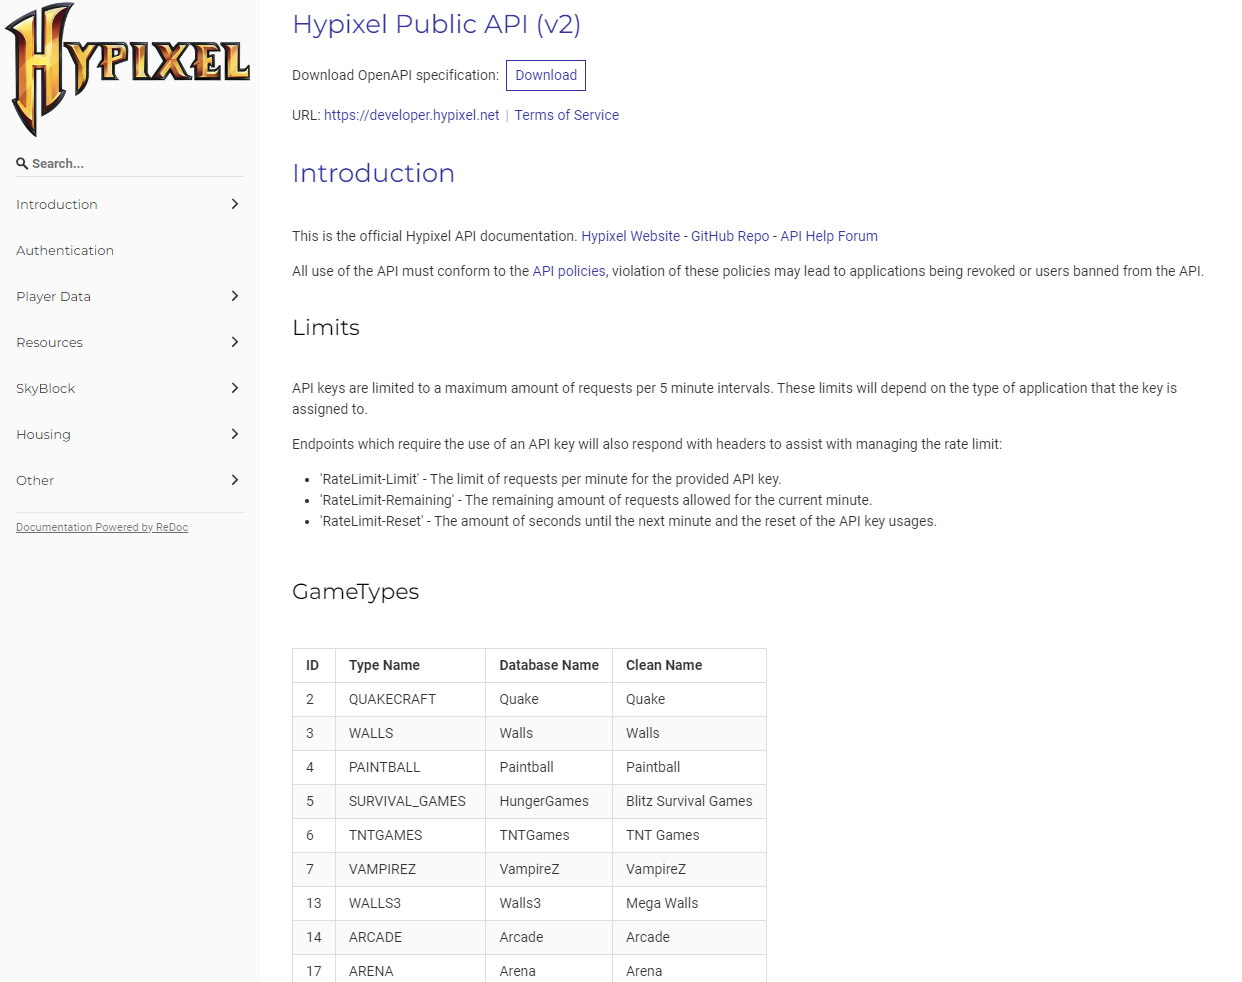 HYPIXEL
Search...
Introduction
Authentication
Player Data
Resources
SkyBlock
Housing
Other
Documentation Powered by ReDoc
Hypixel Public API (v2)
Download OpenAPI specification: Download
URL: https://developer.hypixel.net | Terms of Service
Introduction
This is the official Hypixel API documentation. Hypixel Website - GitHub Repo - API Help Forum
All use of the API must conform to the API policies, violation of these policies may lead to applications being revoked or users banned from the API.
Limits
API keys are limited to a maximum amount of requests per 5 minute intervals. These limits will depend on the type of application that the key is
assigned to.
Endpoints which require the use of an API key will also respond with headers to assist with managing the rate limit:
• 'RateLimit-Limit' - The limit of requests per minute for the provided API key.
• 'RateLimit-Remaining' - The remaining amount of requests allowed for the current minute.
• 'RateLimit-Reset' - The amount of seconds until the next minute and the reset of the API key usages.
GameTypes
ID Type Name Database Name Clean Name
2 QUAKECRAFT Quake Quake
3 WALLS Walls Walls
4 PAINTBALL Paintball Paintball
5 SURVIVAL_GAMES HungerGames Blitz Survival Games
6 TNTGAMES TNTGames TNT Games
7 VAMPIREZ VampireZ VampireZ
13 WALLS3 Walls3 Mega Walls
14 ARCADE Arcade Arcade
17 ARENA Arena Arena